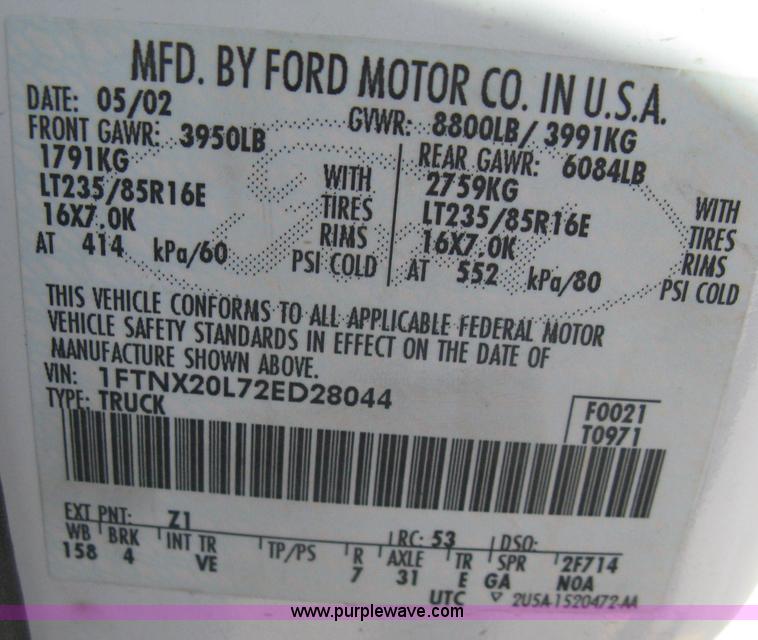 MFD. BY FORD MOTOR CO. IN U.S.A.
DATE: 05/02 GVWR: 8800LB/ 3991KG
FRONT GAWR: 3950LB REAR GAWR: 6084LB
1791KG WITH 2759KG WITH
LT235/85R16E TIRES LT235/85R16E TIRES
16X7.0K RIMS 16X7.0K RIMS
AT 414 kPa/60 PSI COLD AT 552 kPa/80 PSI COLD
THIS VEHICLE CONFORMS TO ALL APPLICABLE FEDERAL MOTOR
VEHICLE SAFETY STANDARDS IN EFFECT ON THE DATE OF
MANUFACTURE SHOWN ABOVE.
VIN: 1FTNX20L72ED28044
TYPE: TRUCK F0021
T0971
EXT PNT: Z1 RC: 53 DSO:
WB BRK INT TR TP/PS R AXLE TR SPR 2F714
158 4 VE 7 31 E GA N0A
UTC ▽ 2U5A-1520472-AA
www.purplewave.com